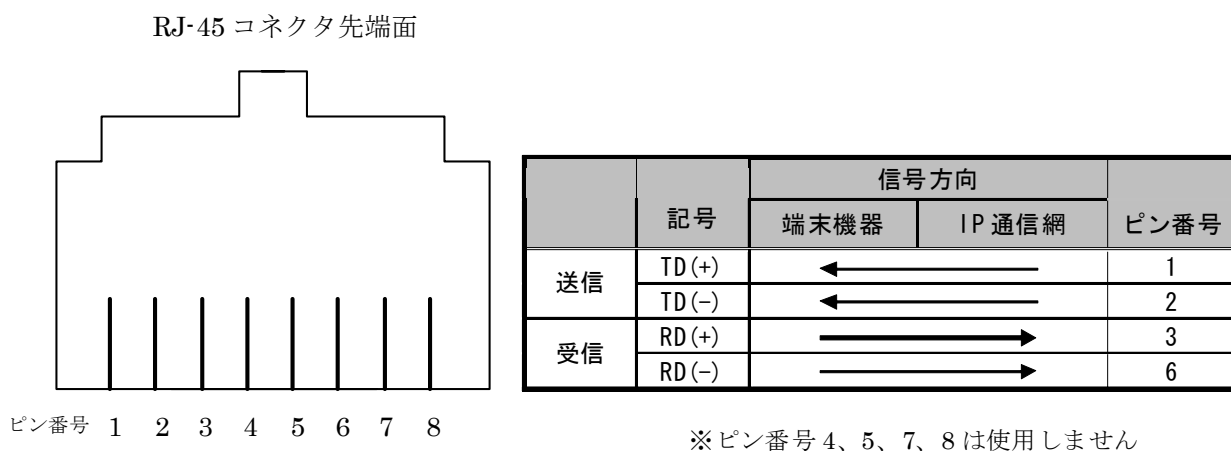 RJ-45 コネクタ先端面
ピン番号 1 2 3 4 5 6 7 8
信号方向
記号 端末機器 IP通信網 ピン番号
送信 TD(+) 1
TD(−) 2
受信 RD(+) 3
RD(−) 6
※ピン番号 4、5、7、8 は使用しません